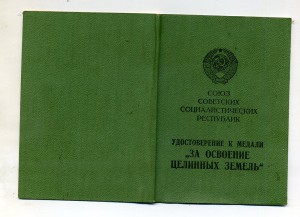 СОЮЗ
СОВЕТСКИХ
СОЦИАЛИСТИЧЕСКИХ
РЕСПУБЛИК
УДОСТОВЕРЕНИЕ К МЕДАЛИ
„ЗА ОСВОЕНИЕ
ЦЕЛИННЫХ ЗЕМЕЛЬ“